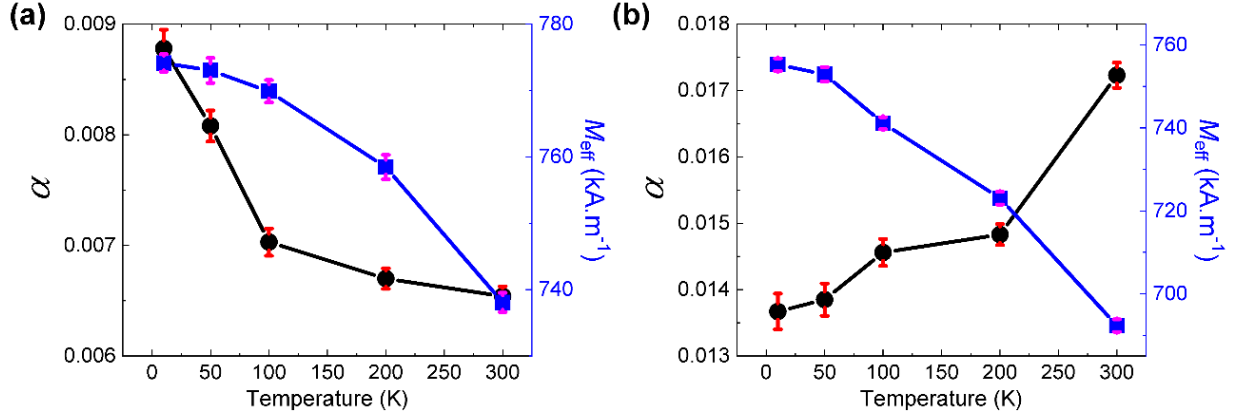 (a)
0.009
0.008
0.007
0.006
α
780
760
740
M_eff (kA.m⁻¹)
0 50 100 150 200 250 300
Temperature (K)
(b)
0.018
0.017
0.016
0.015
0.014
0.013
α
760
740
720
700
M_eff (kA.m⁻¹)
0 50 100 150 200 250 300
Temperature (K)